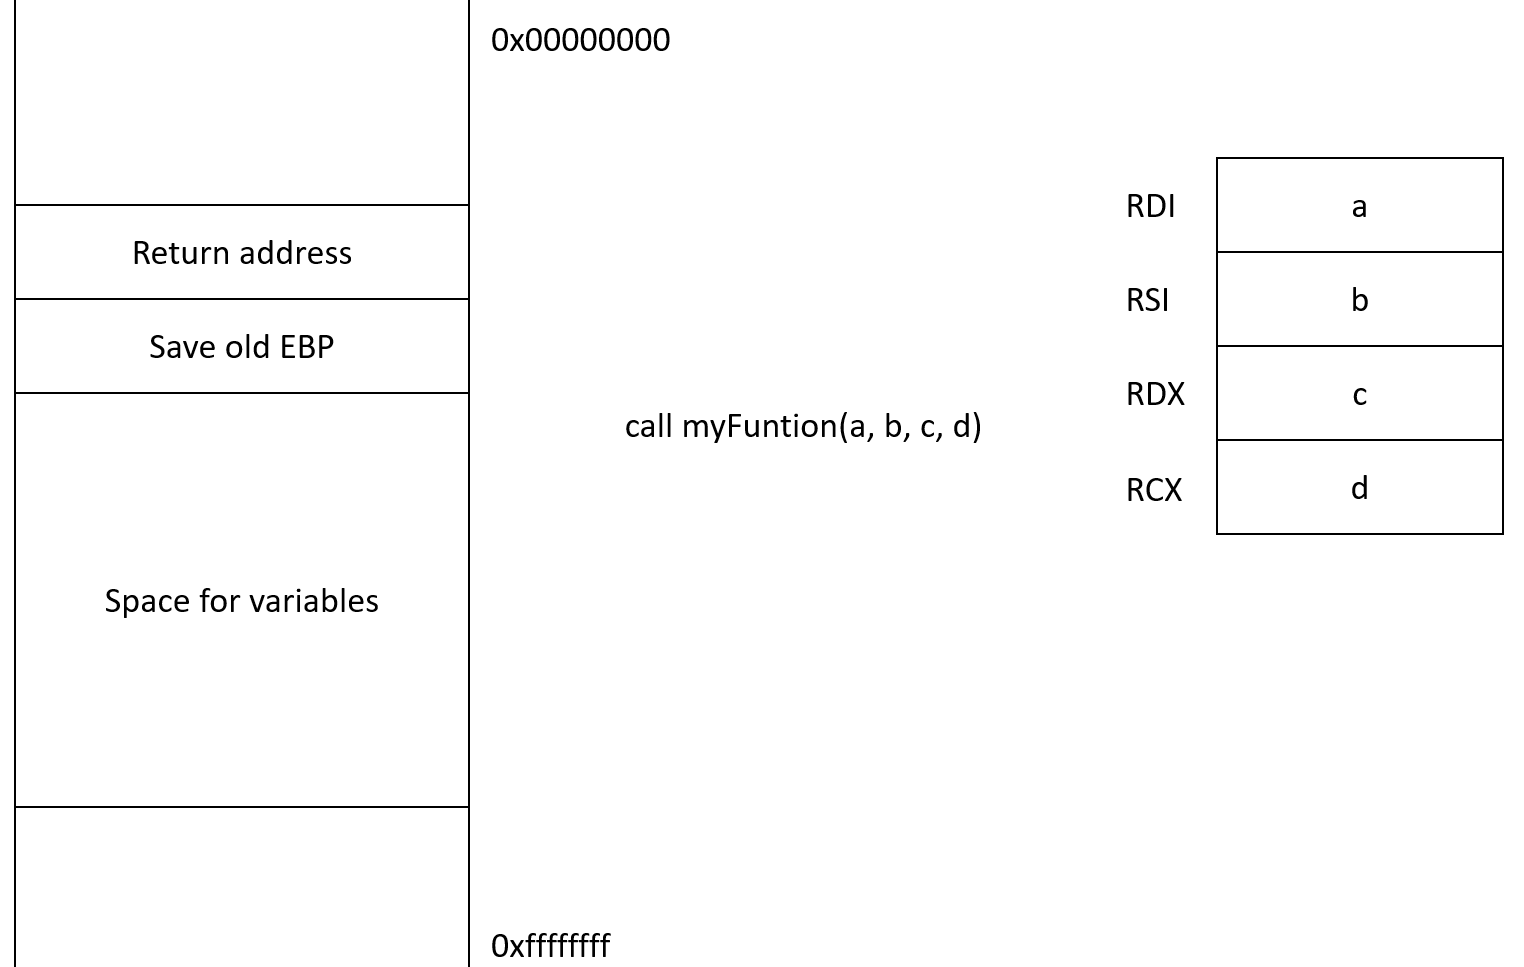 0x00000000
Return address
Save old EBP
Space for variables
0xffffffff
call myFuntion(a, b, c, d)
RDI a
RSI b
RDX c
RCX d